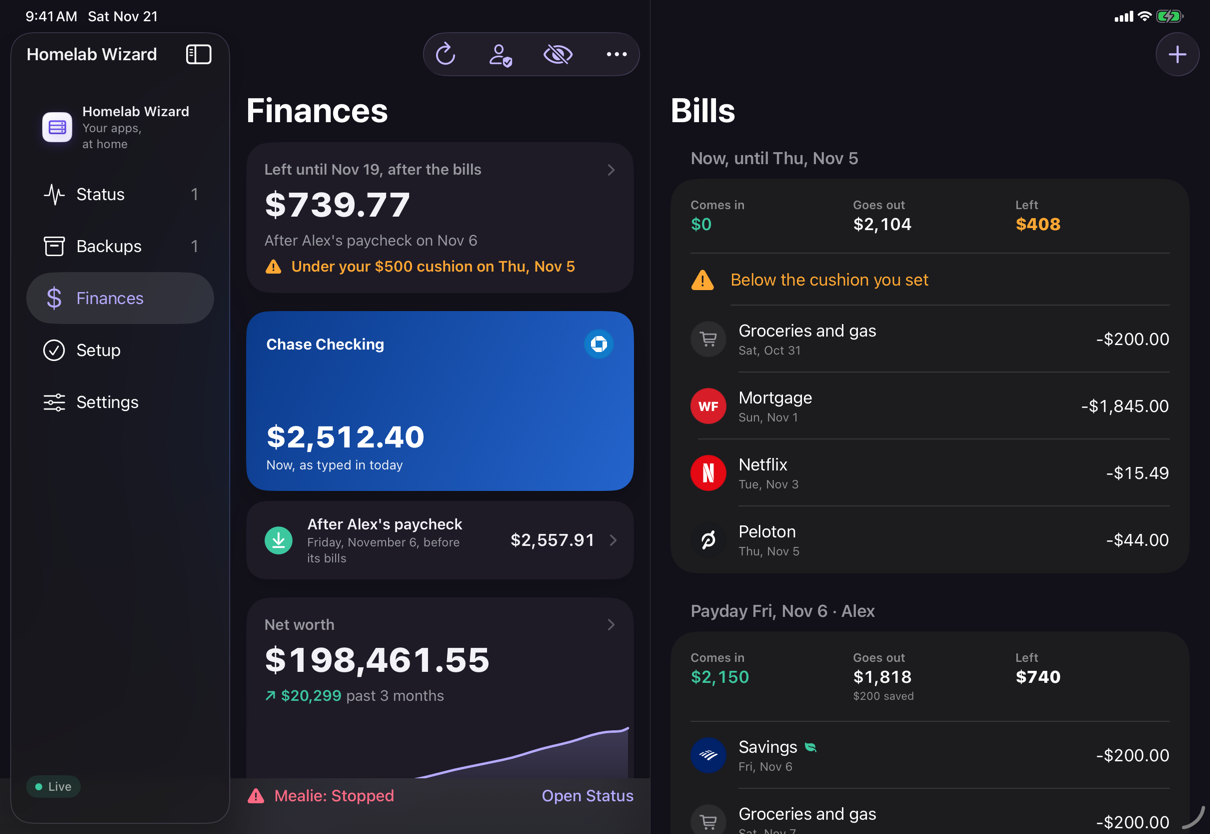 9:41 AM Sat Nov 21
Homelab Wizard
Homelab Wizard
Your apps,
at home
Status 1
Backups 1
Finances
Setup
Settings
Live
Finances
Left until Nov 19, after the bills
$739.77
After Alex's paycheck on Nov 6
Under your $500 cushion on Thu, Nov 5
Chase Checking
$2,512.40
Now, as typed in today
After Alex's paycheck
Friday, November 6, before
its bills
$2,557.91
Net worth
$198,461.55
$20,299 past 3 months
Mealie: Stopped Open Status
Bills
Now, until Thu, Nov 5
Comes in Goes out Left
$0 $2,104 $408
Below the cushion you set
Groceries and gas
Sat, Oct 31
-$200.00
WF
Mortgage
Sun, Nov 1
-$1,845.00
N
Netflix
Tue, Nov 3
-$15.49
Peloton
Thu, Nov 5
-$44.00
Payday Fri, Nov 6 · Alex
Comes in Goes out Left
$2,150 $1,818 $740
$200 saved
Savings
Fri, Nov 6
-$200.00
Groceries and gas
Sat, Nov 7
-$200.00